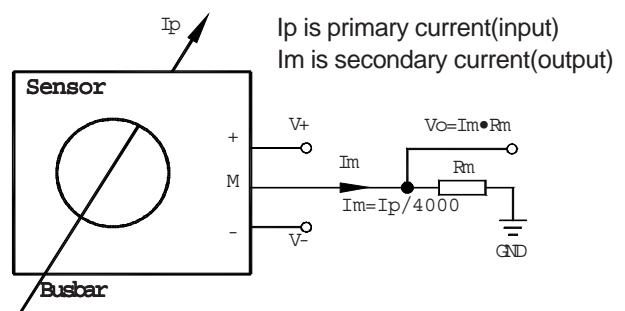 Ip
Ip is primary current(input)
Im is secondary current(output)
Sensor
+
V+
Vo=Im•Rm
M
Im
Rm
Im=Ip/4000
-
V-
GND
Busbar